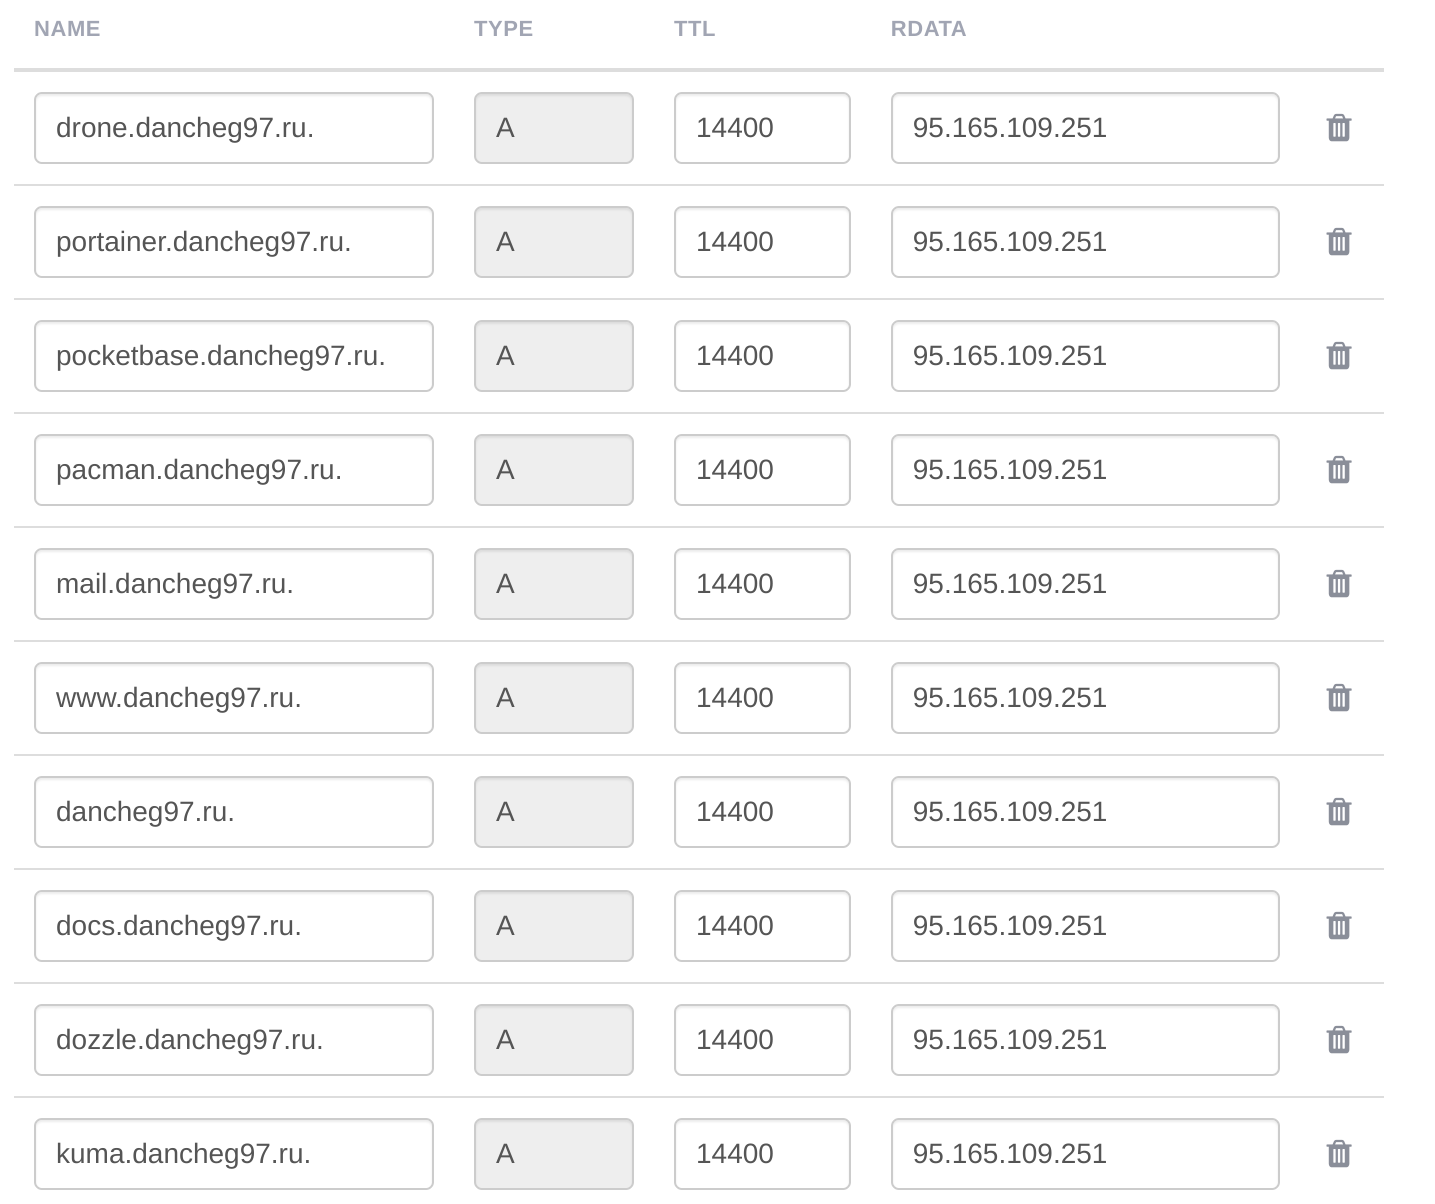 NAME TYPE TTL RDATA
drone.dancheg97.ru. A 14400 95.165.109.251
portainer.dancheg97.ru. A 14400 95.165.109.251
pocketbase.dancheg97.ru. A 14400 95.165.109.251
pacman.dancheg97.ru. A 14400 95.165.109.251
mail.dancheg97.ru. A 14400 95.165.109.251
www.dancheg97.ru. A 14400 95.165.109.251
dancheg97.ru. A 14400 95.165.109.251
docs.dancheg97.ru. A 14400 95.165.109.251
dozzle.dancheg97.ru. A 14400 95.165.109.251
kuma.dancheg97.ru. A 14400 95.165.109.251